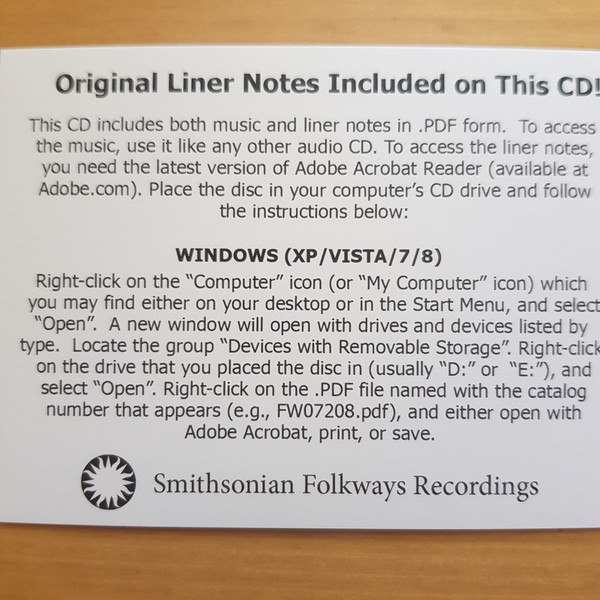 Original Liner Notes Included on This CD!
This CD includes both music and liner notes in .PDF form. To access
the music, use it like any other audio CD. To access the liner notes,
you need the latest version of Adobe Acrobat Reader (available at
Adobe.com). Place the disc in your computer's CD drive and follow
the instructions below:
WINDOWS (XP/VISTA/7/8)
Right-click on the “Computer” icon (or “My Computer” icon) which
you may find either on your desktop or in the Start Menu, and select
“Open”. A new window will open with drives and devices listed by
type. Locate the group “Devices with Removable Storage”. Right-click
on the drive that you placed the disc in (usually “D:” or “E:”), and
select “Open”. Right-click on the .PDF file named with the catalog
number that appears (e.g., FW07208.pdf), and either open with
Adobe Acrobat, print, or save.
Smithsonian Folkways Recordings